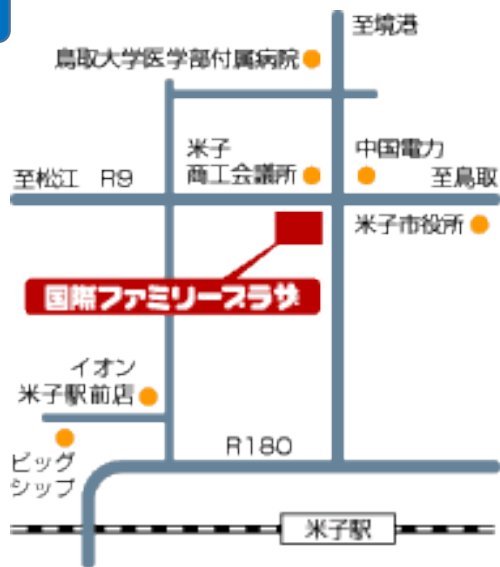 至境港
鳥取大学医学部付属病院
米子
商工会議所
中国電力
至松江 R9
至鳥取
米子市役所
国際ファミリープラザ
イオン
米子駅前店
R180
ビッグ
シップ
米子駅